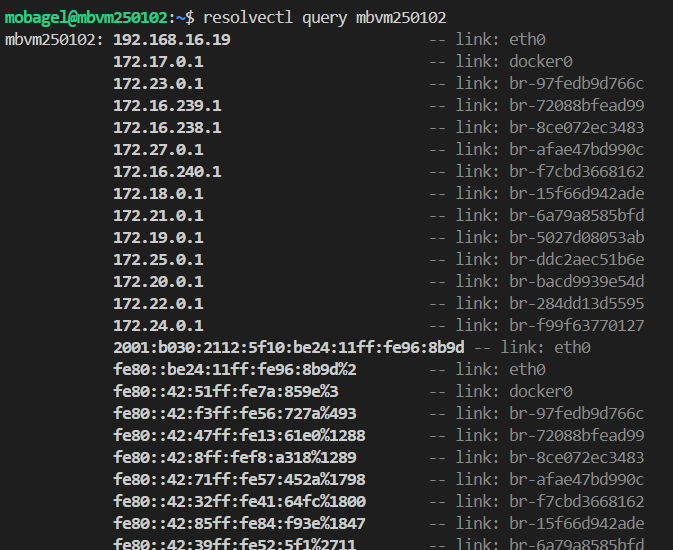 mobagel@mbvm250102:~$ resolvectl query mbvm250102
mbvm250102: 192.168.16.19 -- link: eth0
172.17.0.1 -- link: docker0
172.23.0.1 -- link: br-97fedb9d766c
172.16.239.1 -- link: br-72088bfead99
172.16.238.1 -- link: br-8ce072ec3483
172.27.0.1 -- link: br-afae47bd990c
172.16.240.1 -- link: br-f7cbd3668162
172.18.0.1 -- link: br-15f66d942ade
172.21.0.1 -- link: br-6a79a8585bfd
172.19.0.1 -- link: br-5027d08053ab
172.25.0.1 -- link: br-ddc2aec51b6e
172.20.0.1 -- link: br-bacd9939e54d
172.22.0.1 -- link: br-284dd13d5595
172.24.0.1 -- link: br-f99f63770127
2001:b030:2112:5f10:be24:11ff:fe96:8b9d -- link: eth0
fe80::be24:11ff:fe96:8b9d%2 -- link: eth0
fe80::42:51ff:fe7a:859e%3 -- link: docker0
fe80::42:f3ff:fe56:727a%493 -- link: br-97fedb9d766c
fe80::42:47ff:fe13:61e0%1288 -- link: br-72088bfead99
fe80::42:8ff:fef8:a318%1289 -- link: br-8ce072ec3483
fe80::42:71ff:fe57:452a%1798 -- link: br-afae47bd990c
fe80::42:32ff:fe41:64fc%1800 -- link: br-f7cbd3668162
fe80::42:85ff:fe84:f93e%1847 -- link: br-15f66d942ade
fe80::42:39ff:fe52:5f1%2711 -- link: br-6a79a8585bfd